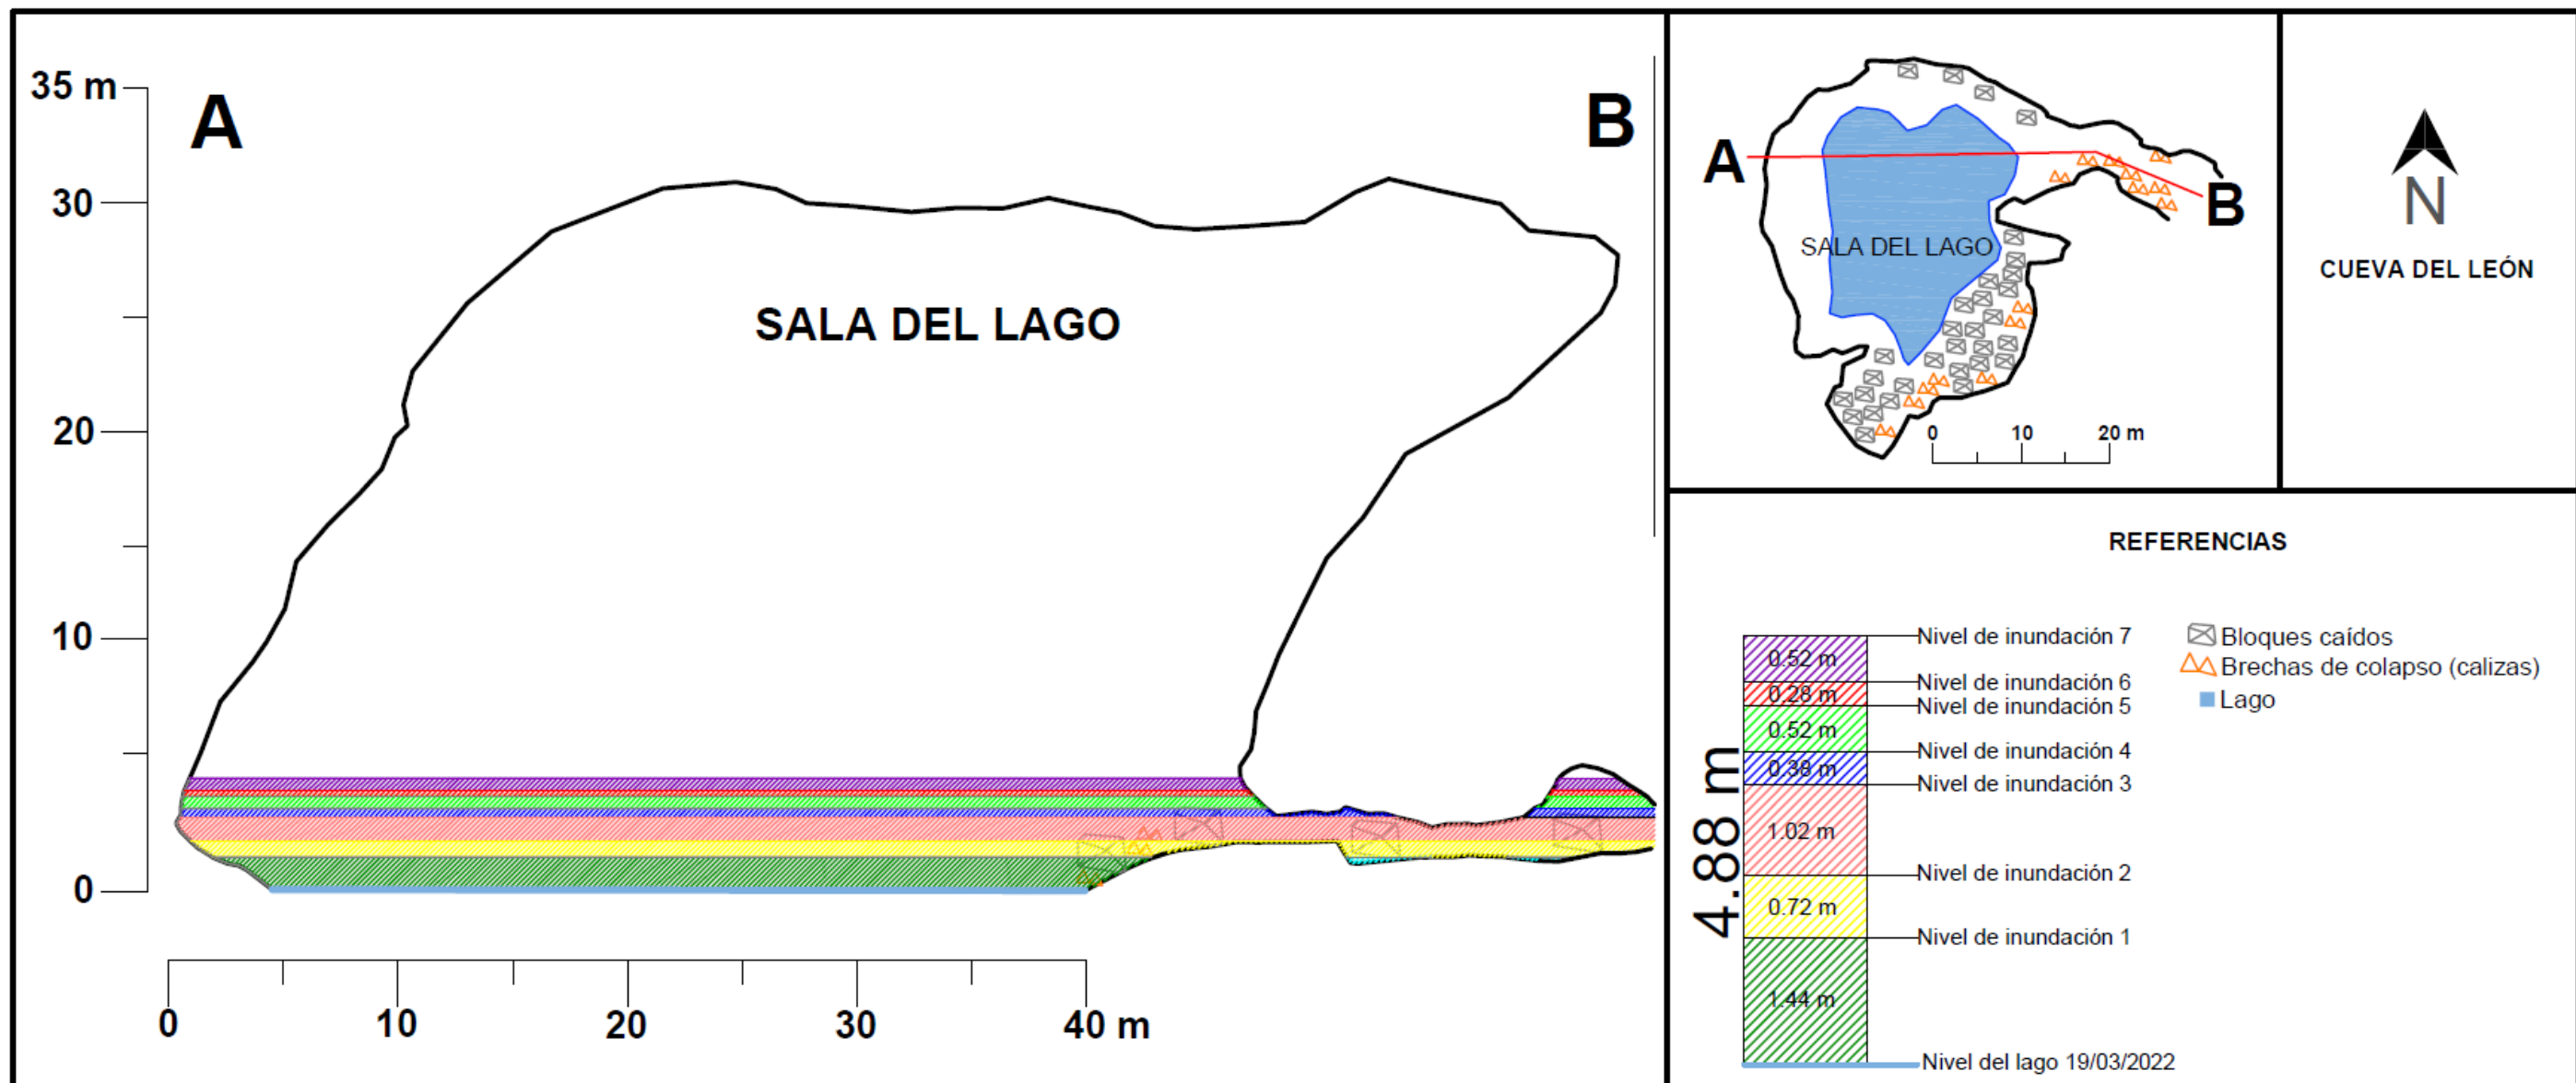 35 m
30
20
10
0
A
B
SALA DEL LAGO
0
10
20
30
40 m
A
B
SALA DEL LAGO
0
10
20 m
N
CUEVA DEL LEÓN
REFERENCIAS
4.88 m
0.52 m
0.28 m
0.52 m
0.38 m
1.02 m
0.72 m
1.44 m
Nivel de inundación 7
Nivel de inundación 6
Nivel de inundación 5
Nivel de inundación 4
Nivel de inundación 3
Nivel de inundación 2
Nivel de inundación 1
Nivel del lago 19/03/2022
Bloques caídos
Brechas de colapso (calizas)
Lago